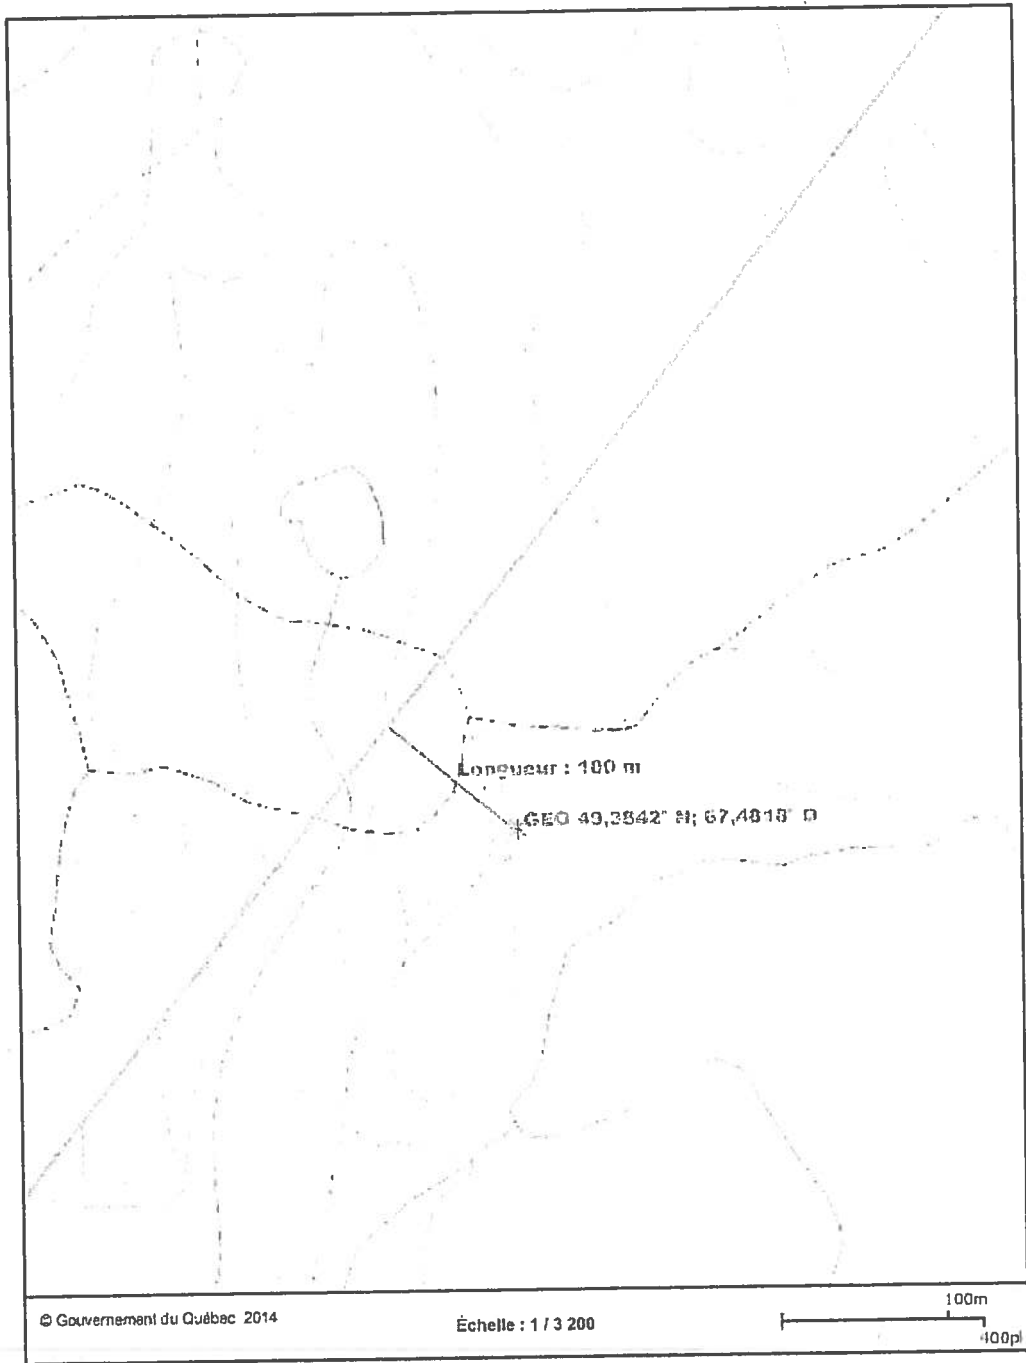 Longueur : 100 m
GEO 49,3842° N; 67,4818° O
© Gouvernement du Québec 2014
Échelle : 1 / 3 200
100m
400pi